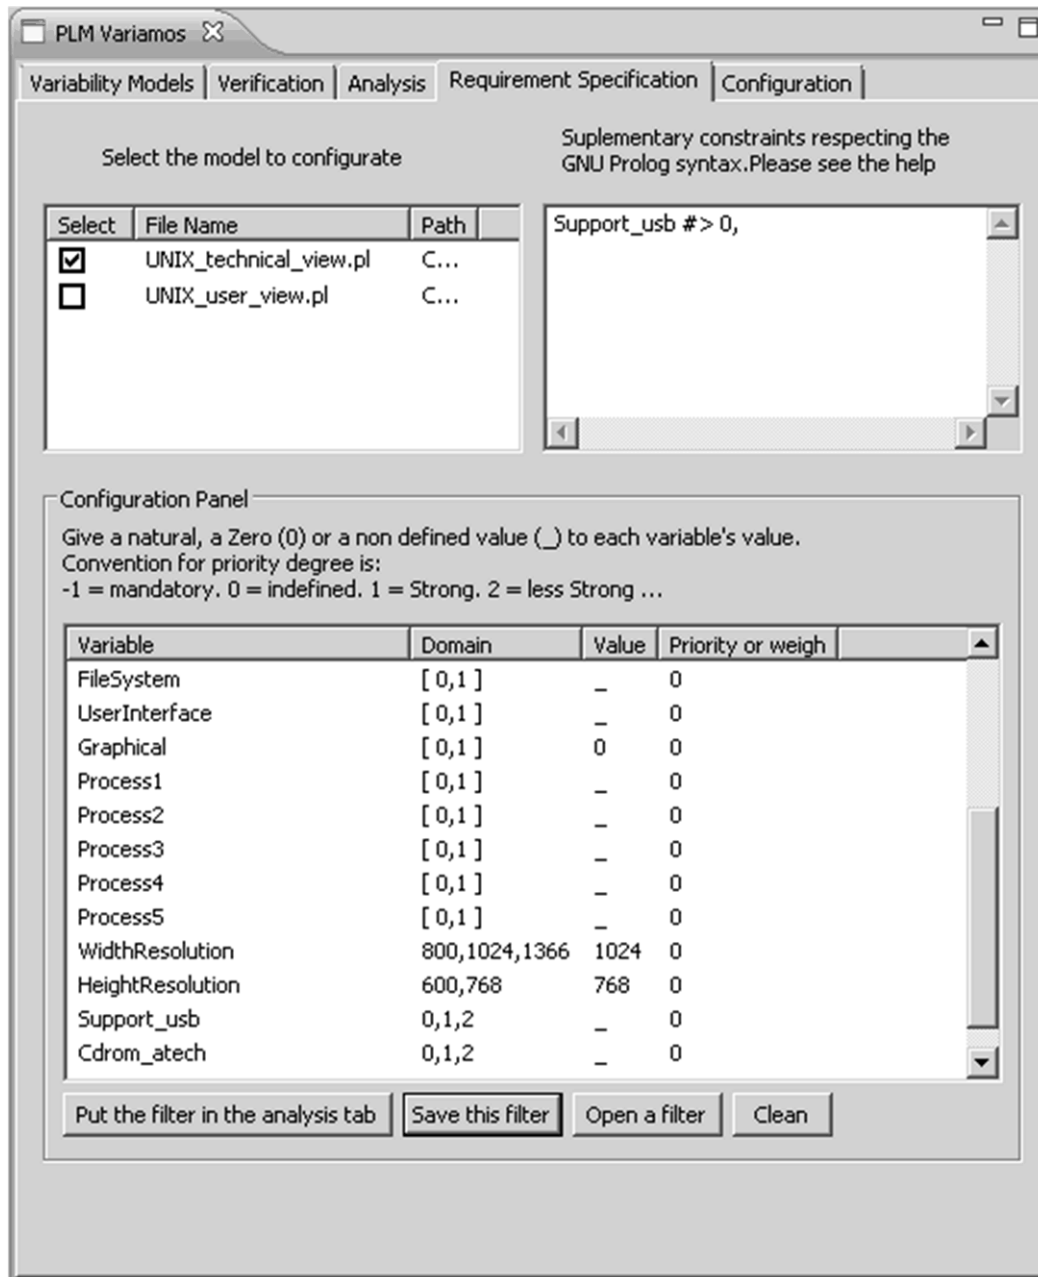 PLM Variamos
Variability Models Verification Analysis Requirement Specification Configuration
Select the model to configurate
Suplementary constraints respecting the
GNU Prolog syntax.Please see the help
Select File Name Path
UNIX_technical_view.pl C...
UNIX_user_view.pl C...
Support_usb #> 0,
Configuration Panel
Give a natural, a Zero (0) or a non defined value (_) to each variable's value.
Convention for priority degree is:
-1 = mandatory. 0 = indefined. 1 = Strong. 2 = less Strong ...
Variable Domain Value Priority or weigh
FileSystem [ 0,1 ] _ 0
UserInterface [ 0,1 ] _ 0
Graphical [ 0,1 ] 0 0
Process1 [ 0,1 ] _ 0
Process2 [ 0,1 ] _ 0
Process3 [ 0,1 ] _ 0
Process4 [ 0,1 ] _ 0
Process5 [ 0,1 ] _ 0
WidthResolution 800,1024,1366 1024 0
HeightResolution 600,768 768 0
Support_usb 0,1,2 _ 0
Cdrom_atech 0,1,2 _ 0
Put the filter in the analysis tab Save this filter Open a filter Clean